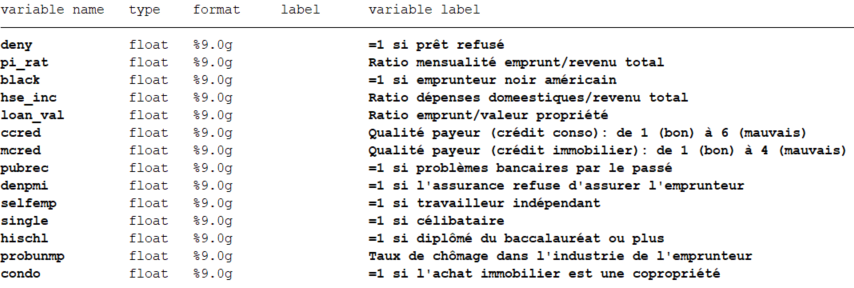 variable name type format label variable label
deny float %9.0g =1 si prêt refusé
pi_rat float %9.0g Ratio mensualité emprunt/revenu total
black float %9.0g =1 si emprunteur noir américain
hse_inc float %9.0g Ratio dépenses domeestiques/revenu total
loan_val float %9.0g Ratio emprunt/valeur propriété
ccred float %9.0g Qualité payeur (crédit conso): de 1 (bon) à 6 (mauvais)
mcred float %9.0g Qualité payeur (crédit immobilier): de 1 (bon) à 4 (mauvais)
pubrec float %9.0g =1 si problèmes bancaires par le passé
denpmi float %9.0g =1 si l'assurance refuse d'assurer l'emprunteur
selfemp float %9.0g =1 si travailleur indépendant
single float %9.0g =1 si célibataire
hischl float %9.0g =1 si diplômé du baccalauréat ou plus
probunmp float %9.0g Taux de chômage dans l'industrie de l'emprunteur
condo float %9.0g =1 si l'achat immobilier est une copropriété